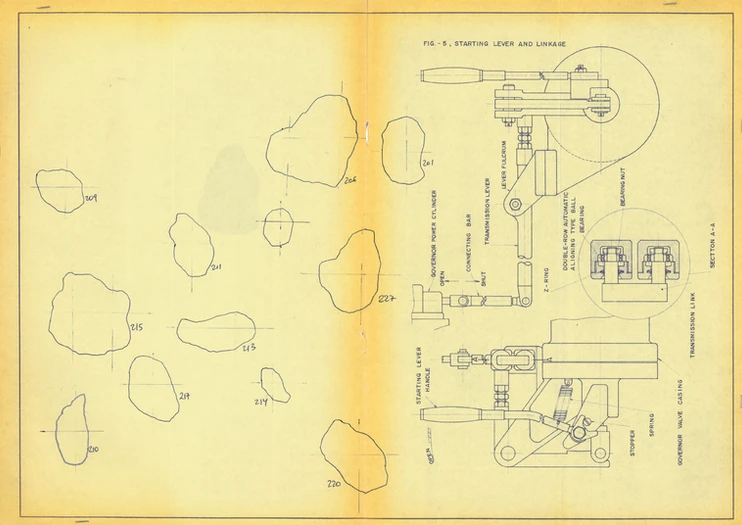 FIG.-5, STARTING LEVER AND LINKAGE
206
201
209
211
227
215
213
217
214
210
220
LEVER FULCRUM
TRANSMISSION LEVER
GOVERNOR POWER CYLINDER
CONNECTING BAR
OPEN
SHUT
BEARING NUT
DOUBLE-ROW AUTOMATIC
ALIGNING TYPE BALL
BEARING
Z-RING
SECTION A-A
TRANSMISSION LINK
STARTING LEVER
HANDLE
OPEN
STOPPER
SPRING
GOVERNOR VALVE CASING